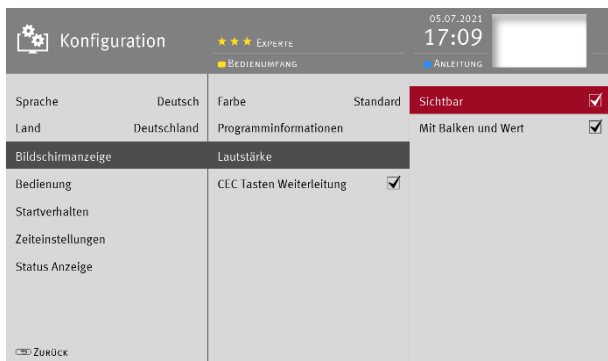 Konfiguration
★ ★ ★ EXPERTE
BEDIENUMFANG
05.07.2021
17:09
ANLEITUNG
Sprache Deutsch
Land Deutschland
Bildschirmanzeige
Bedienung
Startverhalten
Zeiteinstellungen
Status Anzeige
ZURÜCK
Farbe Standard
Programminformationen
Lautstärke
CEC Tasten Weiterleitung
Sichtbar
Mit Balken und Wert